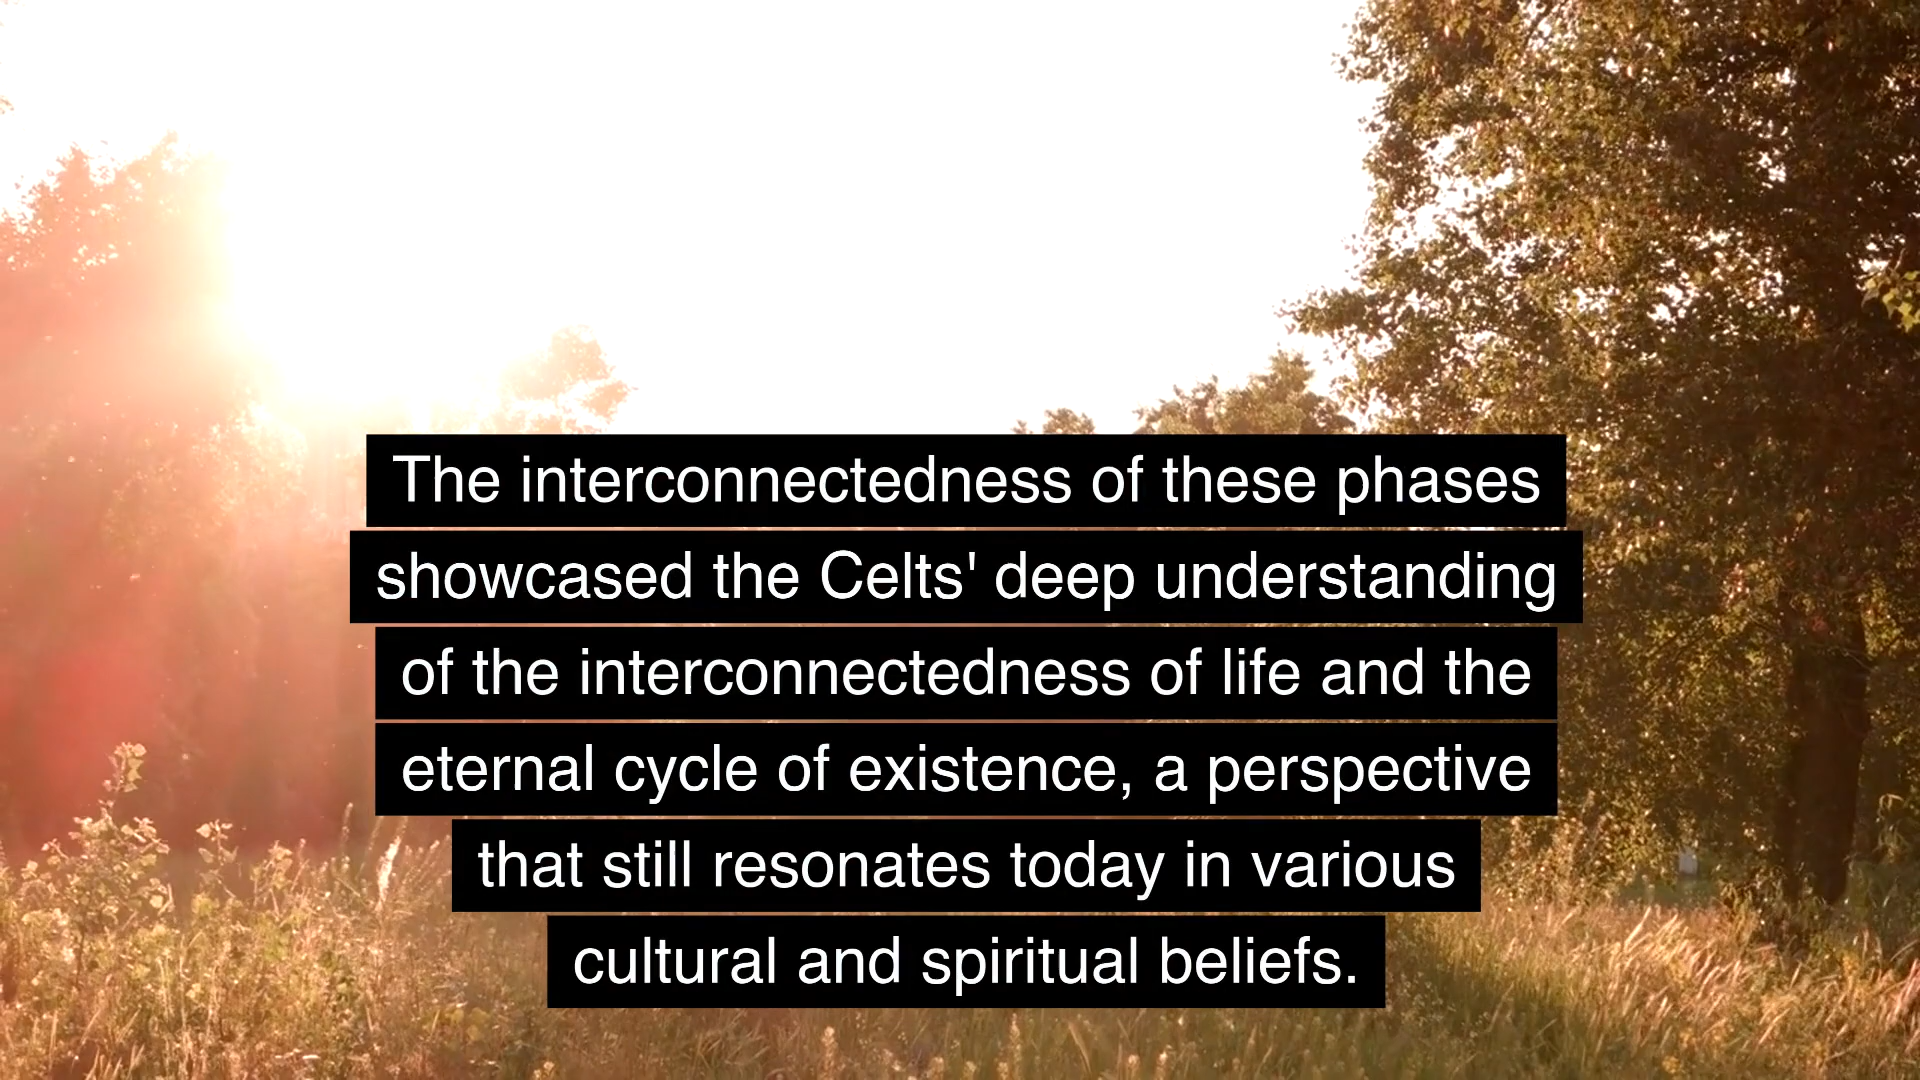 The interconnectedness of these phases
showcased the Celts' deep understanding
of the interconnectedness of life and the
eternal cycle of existence, a perspective
that still resonates today in various
cultural and spiritual beliefs.